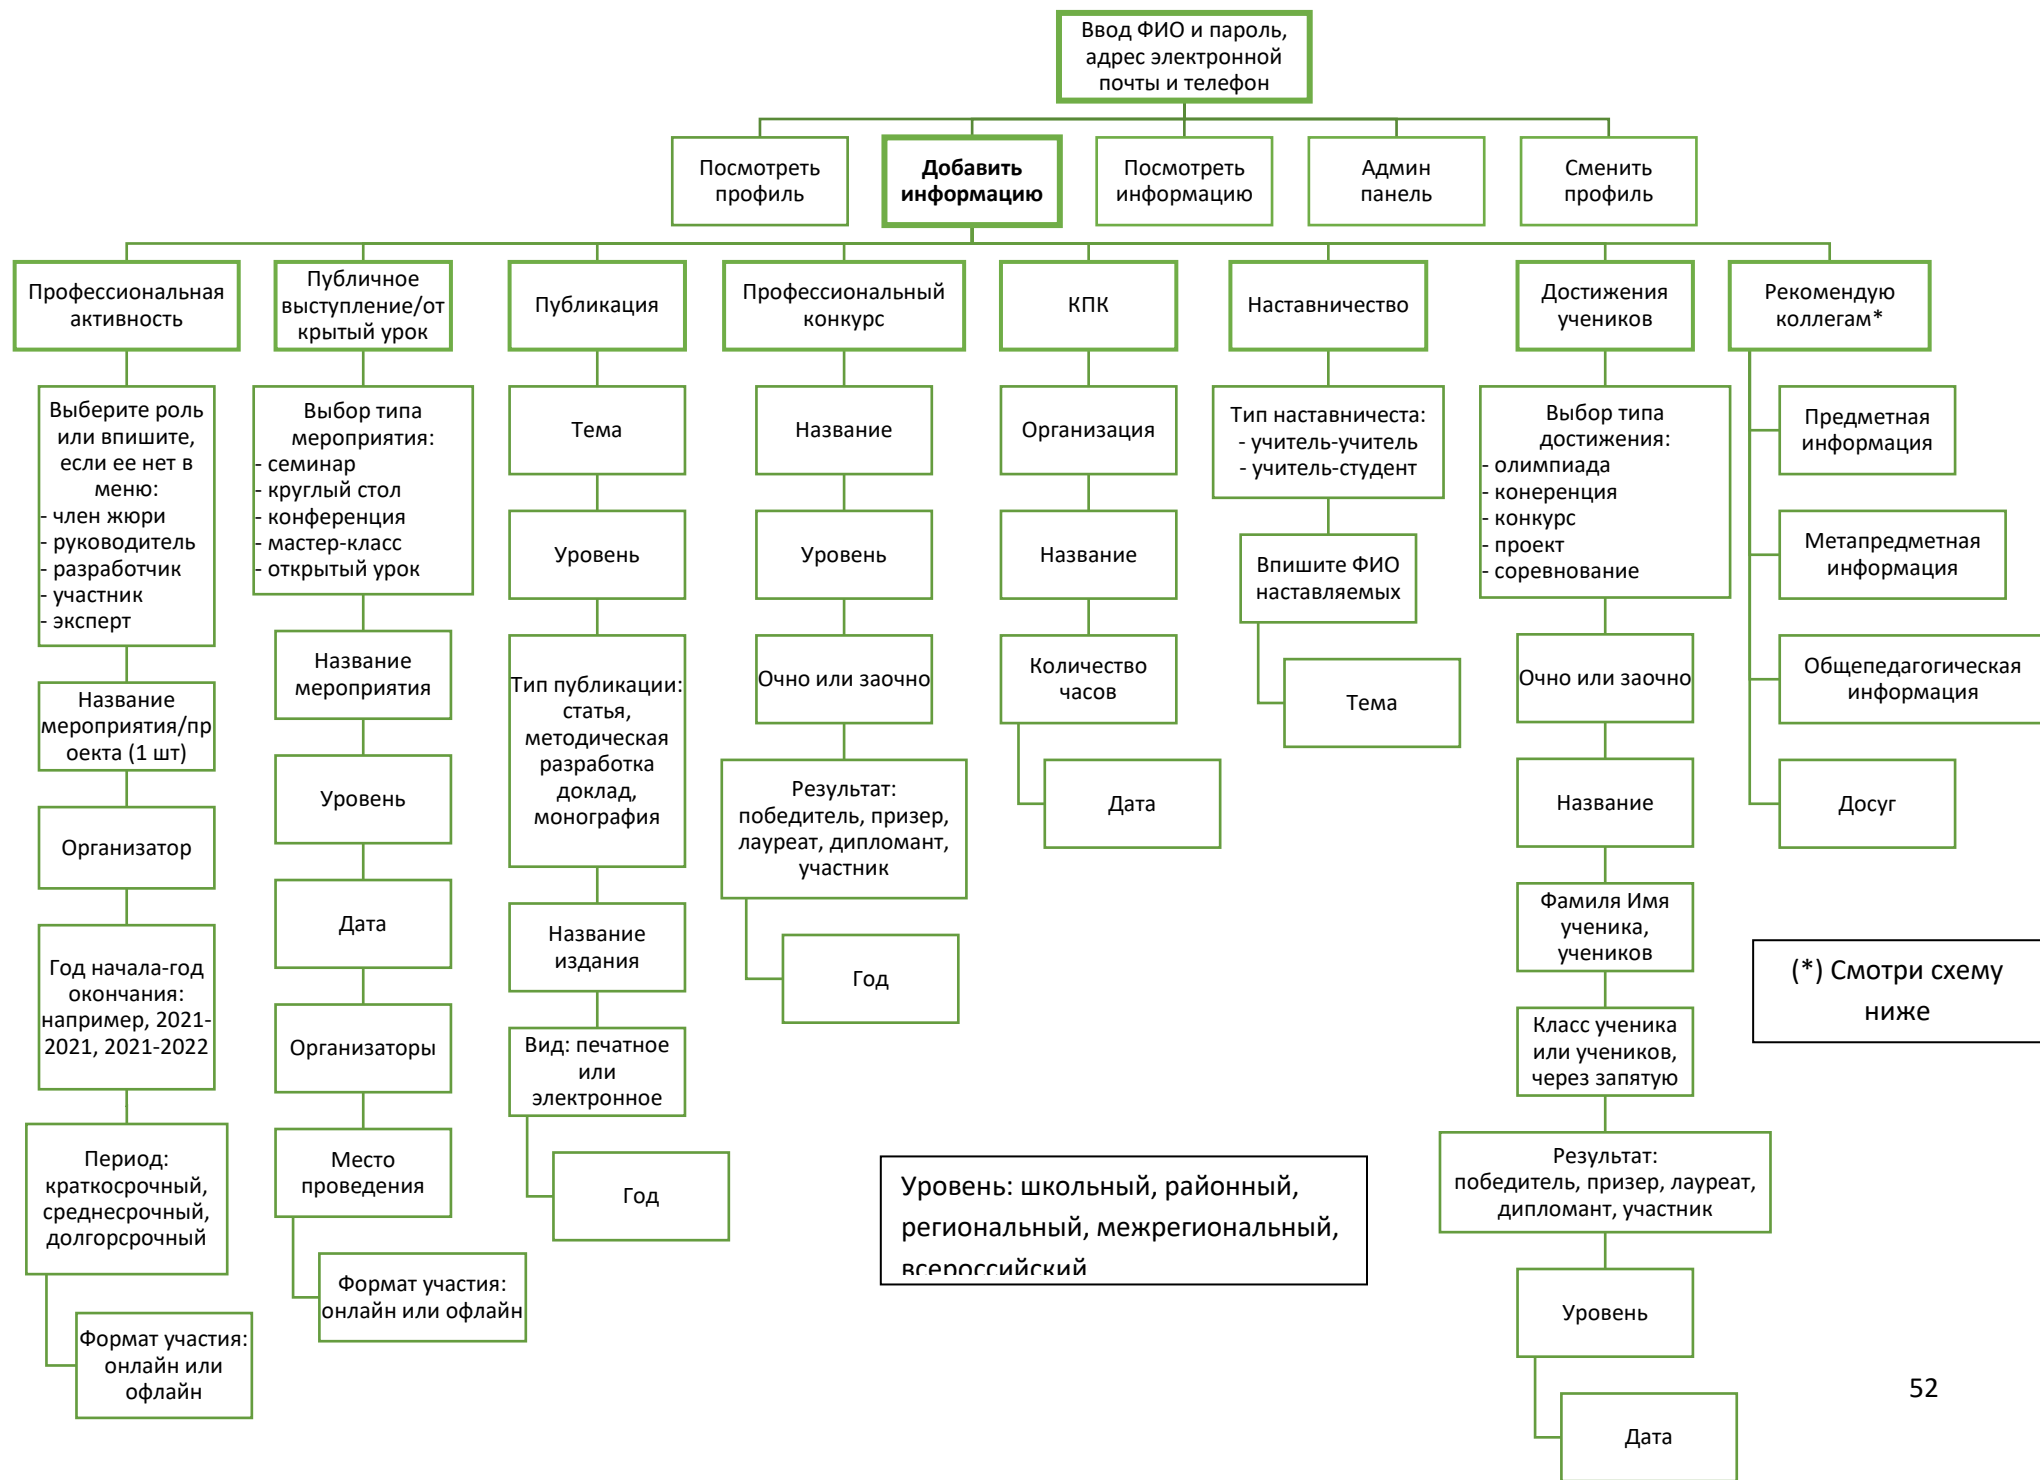 Ввод ФИО и пароль,
адрес электронной
почты и телефон
Посмотреть
профиль
Добавить
информацию
Посмотреть
информацию
Админ
панель
Сменить
профиль
Профессиональная
активность
Публичное
выступление/от
крытый урок
Публикация
Профессиональный
конкурс
КПК
Наставничество
Достижения
учеников
Рекомендую
коллегам*
Выберите роль
или впишите,
если ее нет в
меню:
- член жюри
- руководитель
- разработчик
- участник
- эксперт
Название
мероприятия/пр
оекта (1 шт)
Организатор
Год начала-год
окончания:
например, 2021-
2021, 2021-2022
Период:
краткосрочный,
среднесрочный,
долгорсрочный
Формат участия:
онлайн или
офлайн
Выбор типа
мероприятия:
- семинар
- круглый стол
- конференция
- мастер-класс
- открытый урок
Название
мероприятия
Уровень
Дата
Организаторы
Место
проведения
Формат участия:
онлайн или офлайн
Тема
Уровень
Тип публикации:
статья,
методическая
разработка
доклад,
монография
Название
издания
Вид: печатное
или
электронное
Год
Название
Уровень
Очно или заочно
Результат:
победитель, призер,
лауреат, дипломант,
участник
Год
Организация
Название
Количество
часов
Дата
Тип наставничеста:
- учитель-учитель
- учитель-студент
Впишите ФИО
наставляемых
Тема
Выбор типа
достижения:
- олимпиада
- конеренция
- конкурс
- проект
- соревнование
Очно или заочно
Название
Фамиля Имя
ученика,
учеников
Класс ученика
или учеников,
через запятую
Результат:
победитель, призер, лауреат,
дипломант, участник
Уровень
Дата
Предметная
информация
Метапредметная
информация
Общепедагогическая
информация
Досуг
(*) Смотри схему
ниже
Уровень: школьный, районный,
региональный, межрегиональный,
всероссийский
52